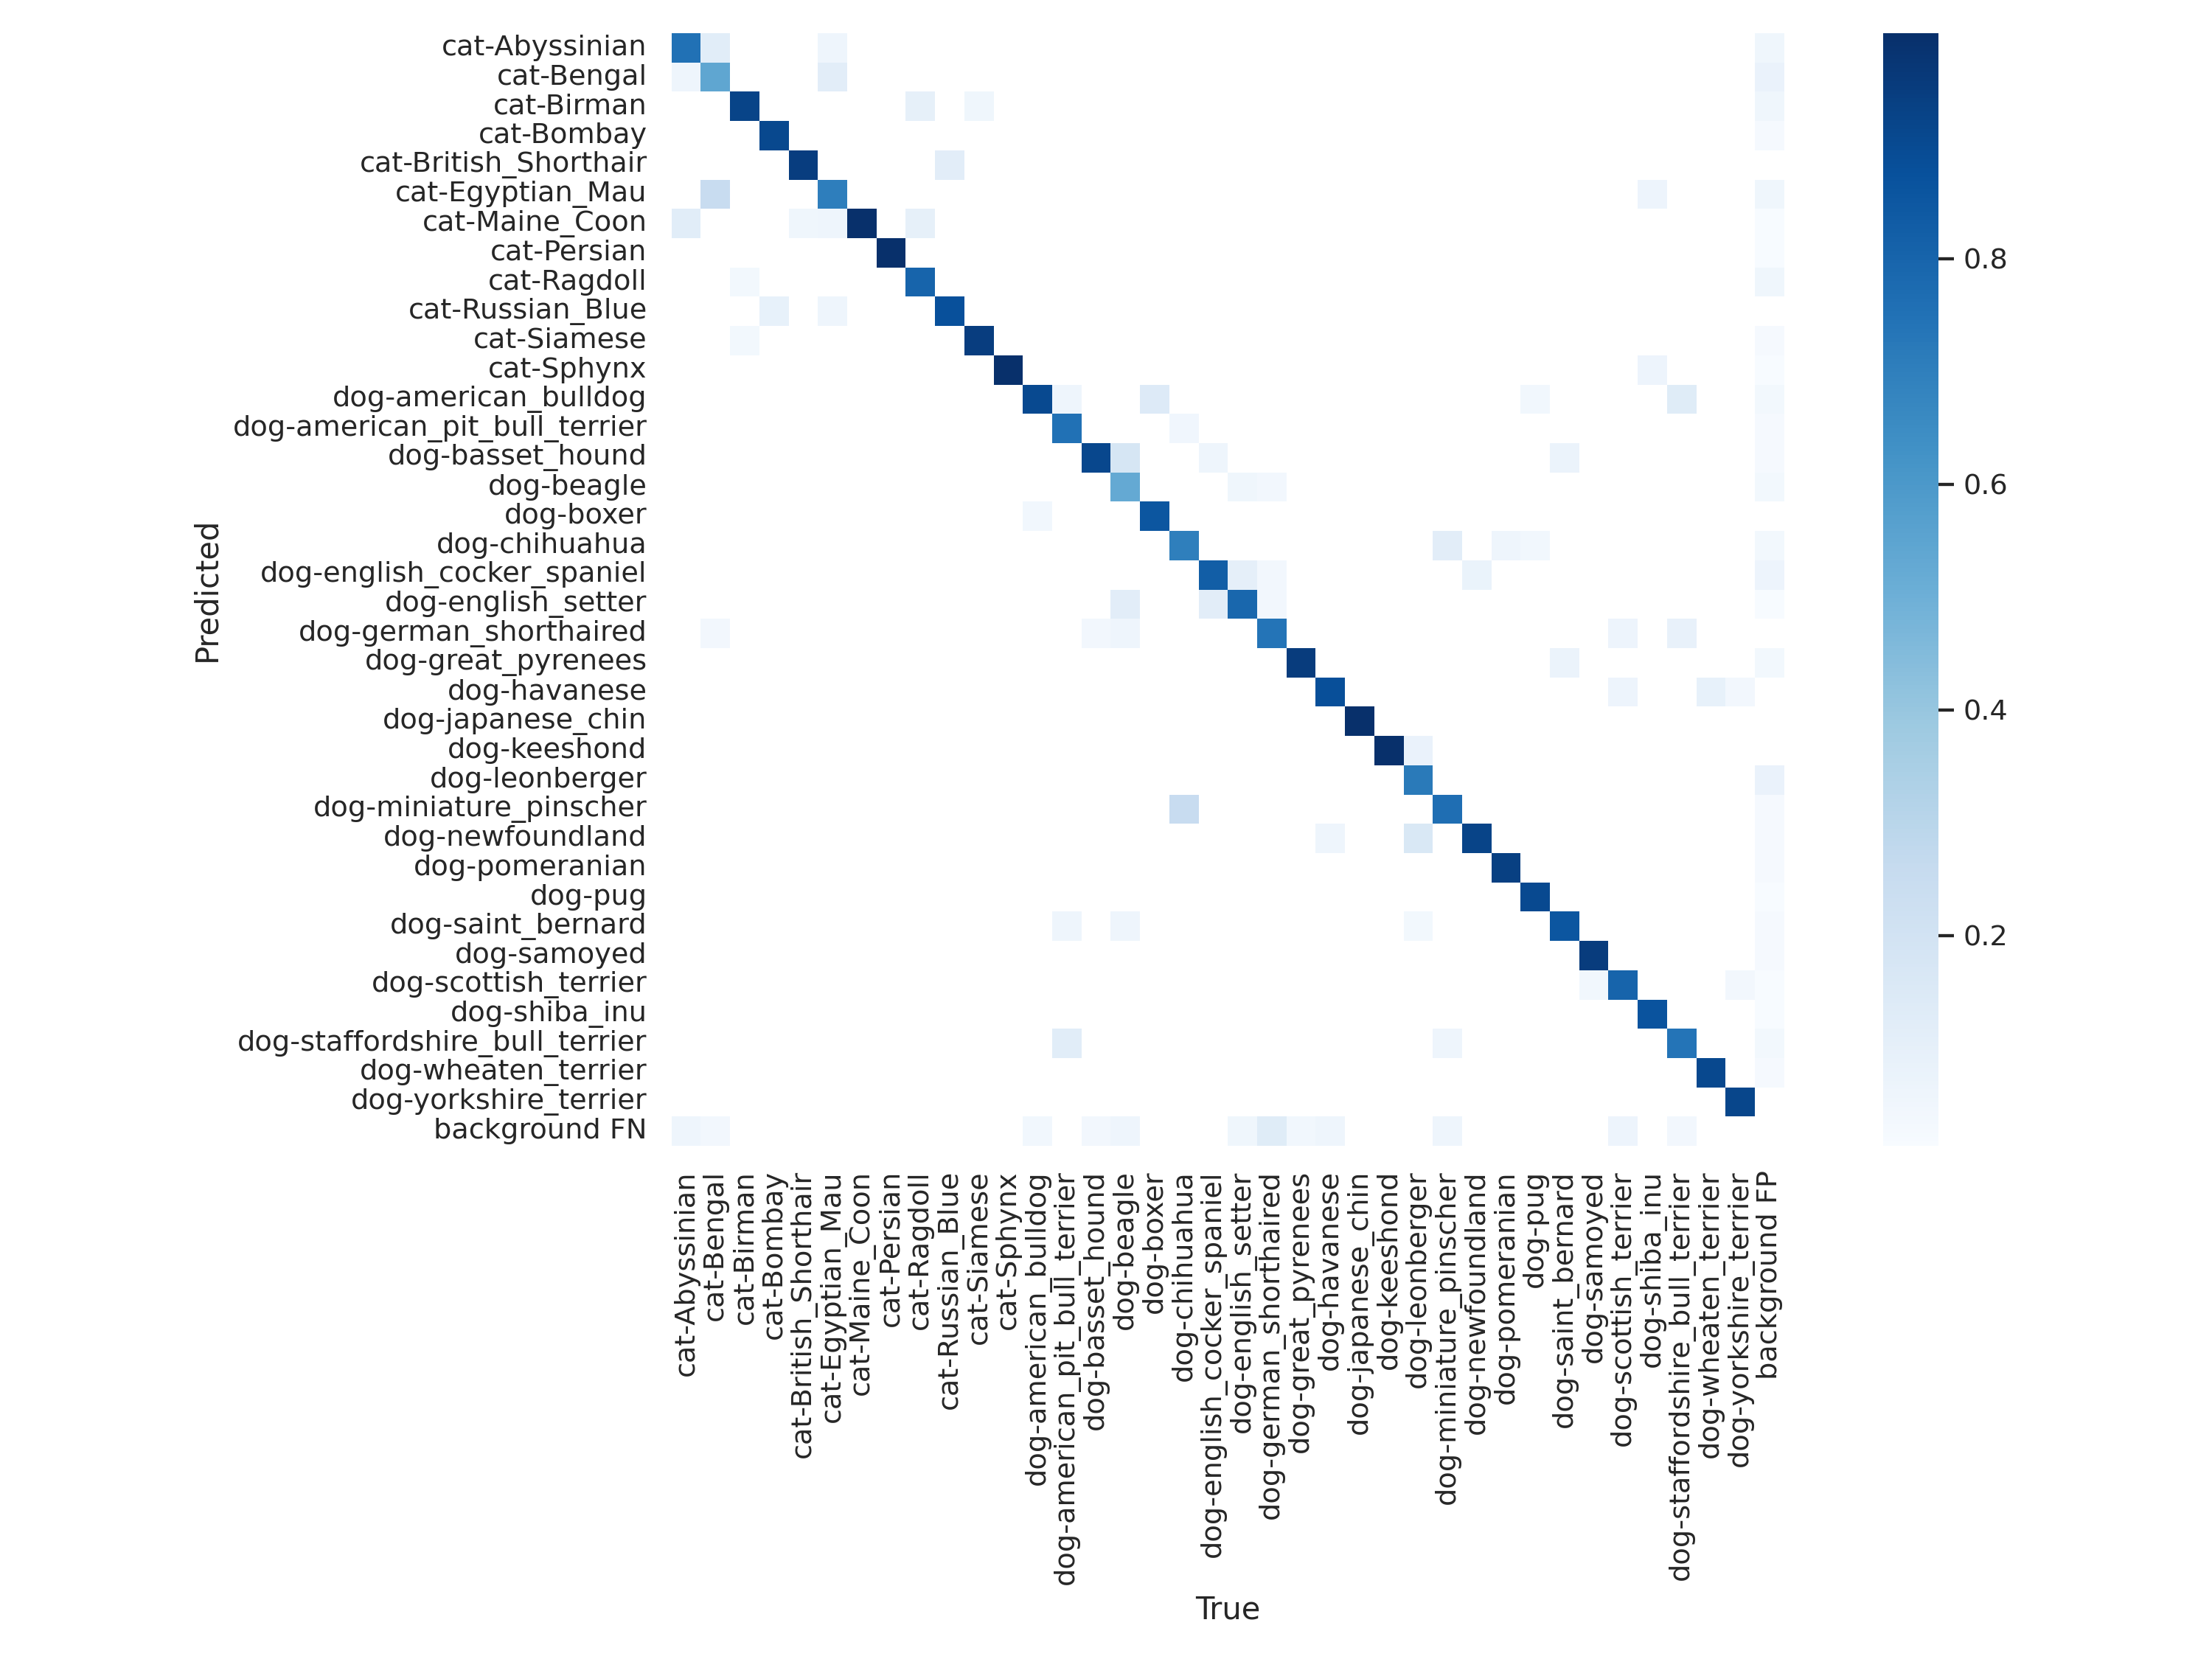 cat-Abyssinian
cat-Bengal
cat-Birman
cat-Bombay
cat-British_Shorthair
cat-Egyptian_Mau
cat-Maine_Coon
cat-Persian
cat-Ragdoll
cat-Russian_Blue
cat-Siamese
cat-Sphynx
dog-american_bulldog
dog-american_pit_bull_terrier
dog-basset_hound
dog-beagle
dog-boxer
dog-chihuahua
dog-english_cocker_spaniel
dog-english_setter
dog-german_shorthaired
dog-great_pyrenees
dog-havanese
dog-japanese_chin
dog-keeshond
dog-leonberger
dog-miniature_pinscher
dog-newfoundland
dog-pomeranian
dog-pug
dog-saint_bernard
dog-samoyed
dog-scottish_terrier
dog-shiba_inu
dog-staffordshire_bull_terrier
dog-wheaten_terrier
dog-yorkshire_terrier
background FN
Predicted
cat-Abyssinian
cat-Bengal
cat-Birman
cat-Bombay
cat-British_Shorthair
cat-Egyptian_Mau
cat-Maine_Coon
cat-Persian
cat-Ragdoll
cat-Russian_Blue
cat-Siamese
cat-Sphynx
dog-american_bulldog
dog-american_pit_bull_terrier
dog-basset_hound
dog-beagle
dog-boxer
dog-chihuahua
dog-english_cocker_spaniel
dog-english_setter
dog-german_shorthaired
dog-great_pyrenees
dog-havanese
dog-japanese_chin
dog-keeshond
dog-leonberger
dog-miniature_pinscher
dog-newfoundland
dog-pomeranian
dog-pug
dog-saint_bernard
dog-samoyed
dog-scottish_terrier
dog-shiba_inu
dog-staffordshire_bull_terrier
dog-wheaten_terrier
dog-yorkshire_terrier
background FP
True
0.8
0.6
0.4
0.2